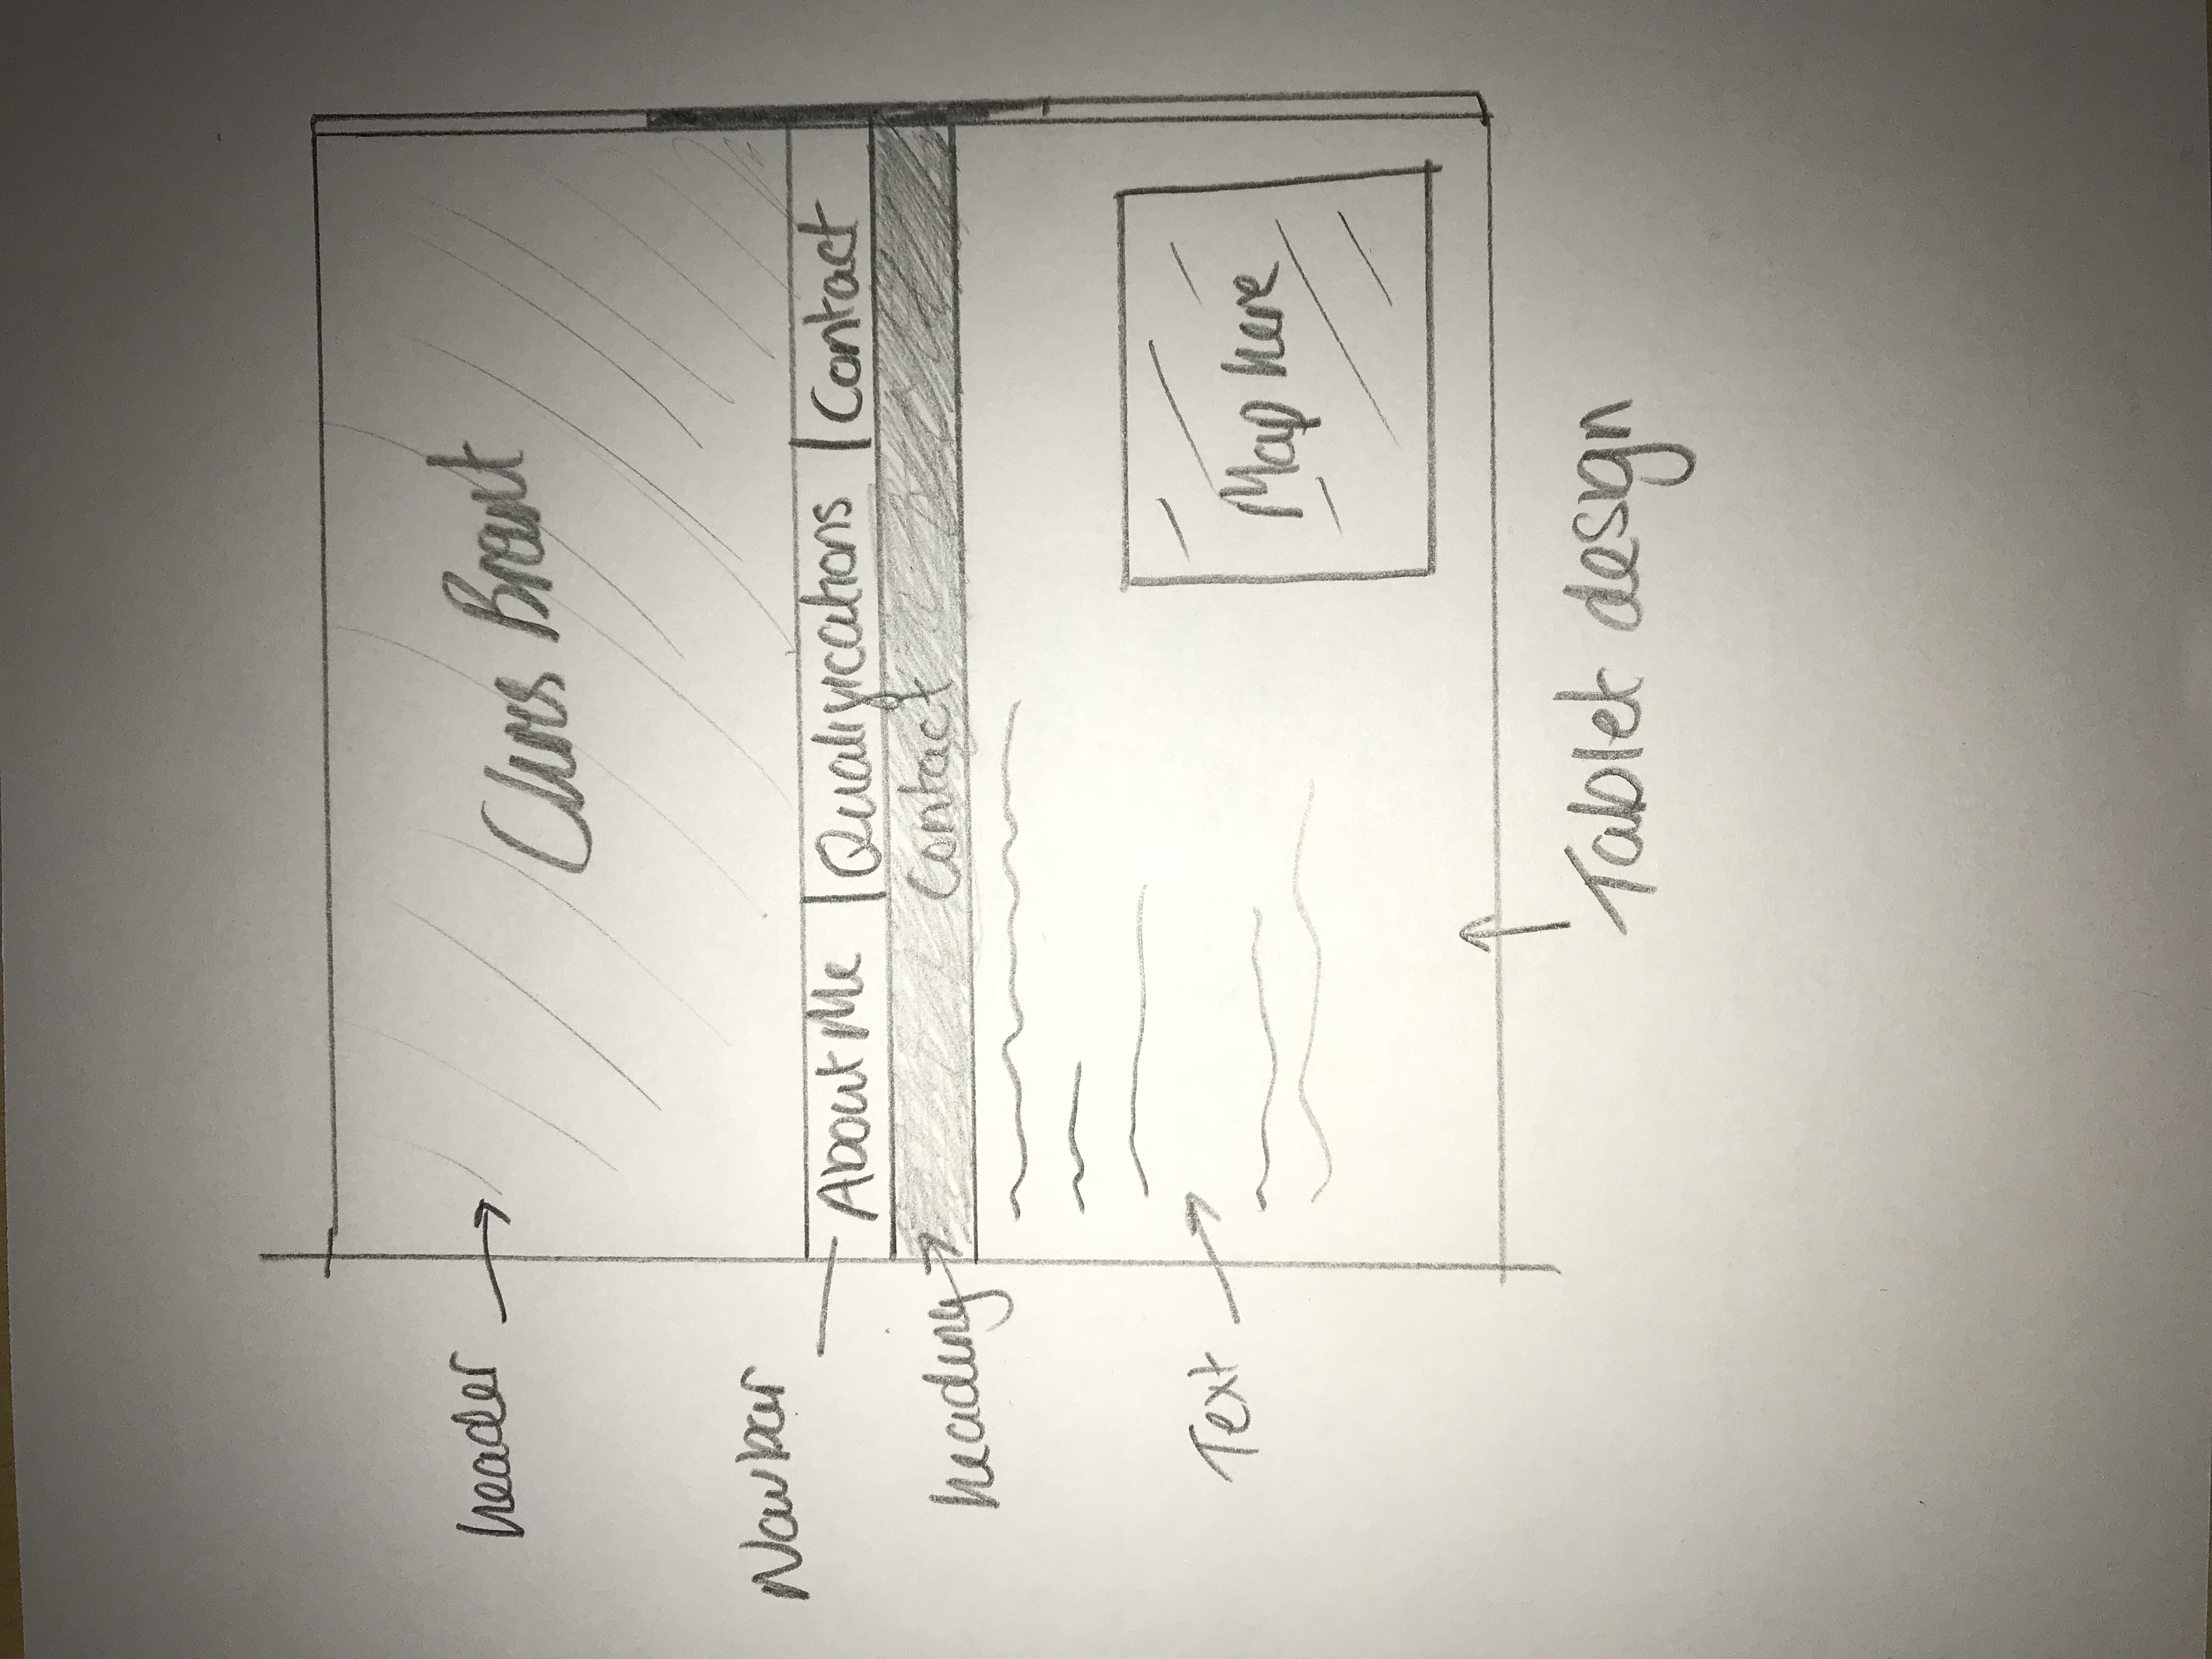 header
Chris Brant
Navbar
About Me | Qualifications | Contact
heading
Contact
Text
Map here
Tablet design